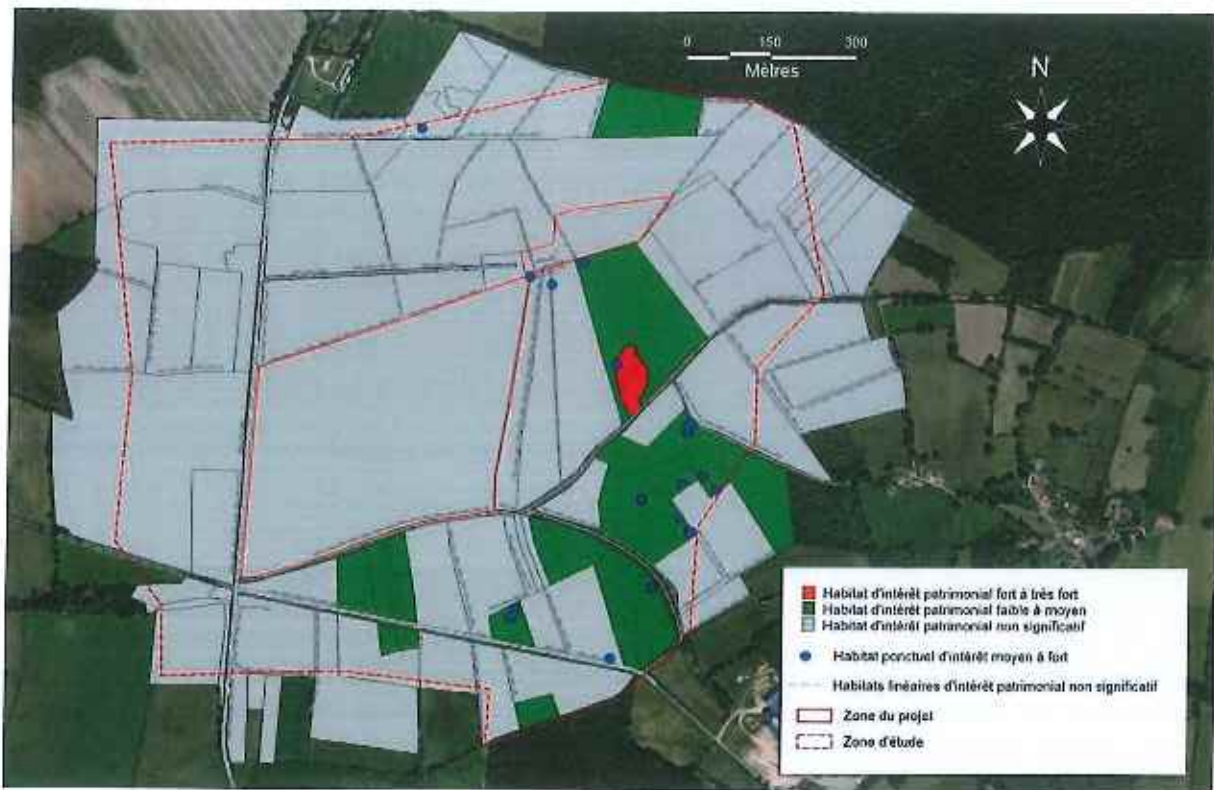 0 150 300
Mètres
N
Habitat d'intérêt patrimonial fort à très fort
Habitat d'intérêt patrimonial faible à moyen
Habitat d'intérêt patrimonial non significatif
Habitat ponctuel d'intérêt moyen à fort
Habitats linéaires d'intérêt patrimonial non significatif
Zone du projet
Zone d'étude